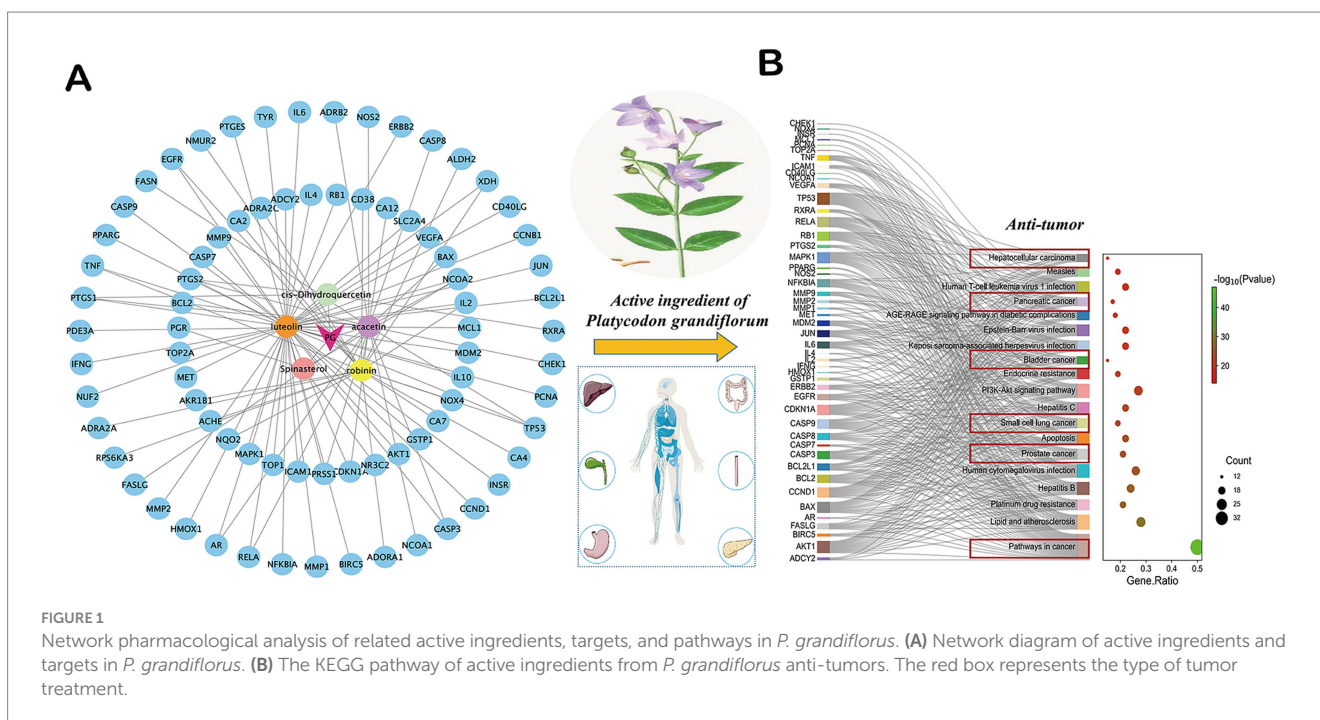 A
TYR
IL6
ADRB2
NOS2
PTGES
ERBB2
NMUR2
CASP8
EGFR
ALDH2
FASN
XDH
CASP9
CD40LG
PPARG
CCNB1
TNF
JUN
PTGS1
BCL2L1
PDE3A
RXRA
IFNG
CHEK1
NUF2
PCNA
ADRA2A
TP53
RPS6KA3
CA4
FASLG
INSR
MMP2
CCND1
HMOX1
CASP3
AR
NCOA1
RELA
ADORA1
NFKBIA
MMP1
BIRC5
ADCY2
IL4
RB1
CD38
ADRA2C
CA12
CA2
SLC2A4
MMP9
VEGFA
CASP7
BAX
PTGS2
NCOA2
BCL2
IL2
PGR
MCL1
TOP2A
MDM2
MET
IL10
AKR1B1
NOX4
ACHE
CA7
NQO2
GSTP1
MAPK1
AKT1
TOP1
NR3C2
ICAM1
PRSS1
CDKN1A
cis-Dihydroquercetin
luteolin
acacetin
PG
Spinasterol
robinin
Active ingredient of
Platycodon grandiflorum
B
CHEK1
NOX4
INSR
MCL1
PCNA
TOP2A
TNF
ICAM1
CD40LG
NCOA1
VEGFA
TP53
RXRA
RELA
RB1
PTGS2
MAPK1
PPARG
NOS2
NFKBIA
MMP9
MMP2
MMP1
MET
MDM2
JUN
IL6
IL4
IL2
IFNG
HMOX1
GSTP1
ERBB2
EGFR
CDKN1A
CASP9
CASP8
CASP7
CASP3
BCL2L1
BCL2
CCND1
BAX
AR
FASLG
BIRC5
AKT1
ADCY2
Anti-tumor
Hepatocellular carcinoma
Measles
Human T-cell leukemia virus 1 infection
Pancreatic cancer
AGE-RAGE signaling pathway in diabetic complications
Epstein-Barr virus infection
Kaposi sarcoma-associated herpesvirus infection
Bladder cancer
Endocrine resistance
PI3K-Akt signaling pathway
Hepatitis C
Small cell lung cancer
Apoptosis
Prostate cancer
Human cytomegalovirus infection
Hepatitis B
Platinum drug resistance
Lipid and atherosclerosis
Pathways in cancer
0.2
0.3
0.4
0.5
Gene.Ratio
-log10(Pvalue)
40
30
20
Count
12
18
25
32
FIGURE 1
Network pharmacological analysis of related active ingredients, targets, and pathways in P. grandiflorus. (A) Network diagram of active ingredients and
targets in P. grandiflorus. (B) The KEGG pathway of active ingredients from P. grandiflorus anti-tumors. The red box represents the type of tumor
treatment.